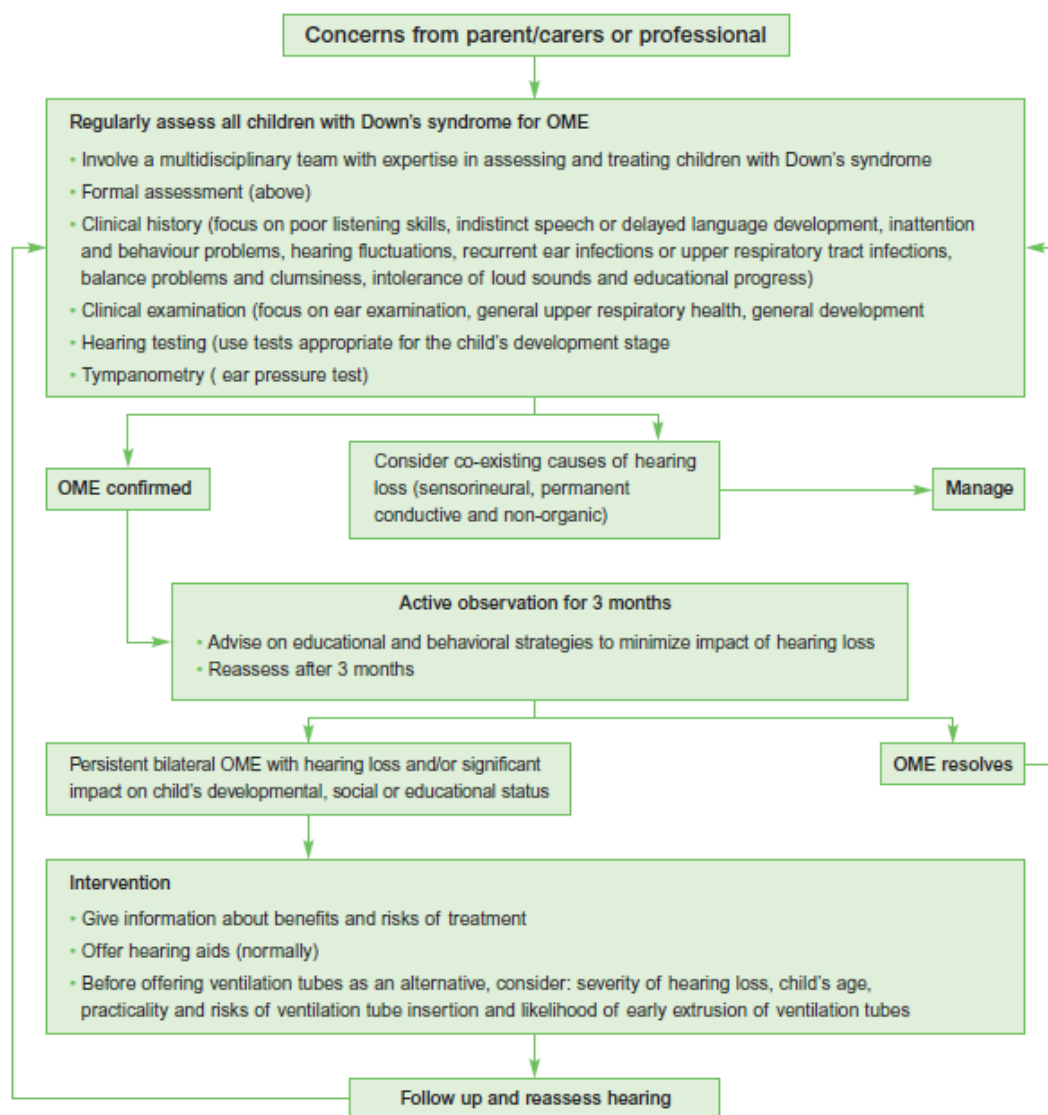 Concerns from parent/carers or professional
Regularly assess all children with Down's syndrome for OME
• Involve a multidisciplinary team with expertise in assessing and treating children with Down's syndrome
• Formal assessment (above)
• Clinical history (focus on poor listening skills, indistinct speech or delayed language development, inattention
and behaviour problems, hearing fluctuations, recurrent ear infections or upper respiratory tract infections,
balance problems and clumsiness, intolerance of loud sounds and educational progress)
• Clinical examination (focus on ear examination, general upper respiratory health, general development
• Hearing testing (use tests appropriate for the child's development stage
• Tympanometry ( ear pressure test)
OME confirmed
Consider co-existing causes of hearing
loss (sensorineural, permanent
conductive and non-organic)
Manage
Active observation for 3 months
• Advise on educational and behavioral strategies to minimize impact of hearing loss
• Reassess after 3 months
Persistent bilateral OME with hearing loss and/or significant
impact on child's developmental, social or educational status
OME resolves
Intervention
• Give information about benefits and risks of treatment
• Offer hearing aids (normally)
• Before offering ventilation tubes as an alternative, consider: severity of hearing loss, child's age,
practicality and risks of ventilation tube insertion and likelihood of early extrusion of ventilation tubes
Follow up and reassess hearing